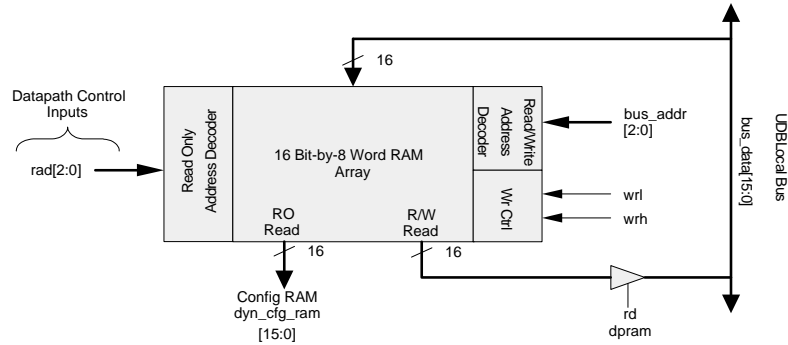 16
Datapath Control
Inputs
rad[2:0]
Read Only
Address Decoder
16 Bit-by-8 Word RAM
Array
Read/Write
Address
Decoder
bus_addr
[2:0]
Wr Ctrl
wrl
wrh
RO
Read
R/W
Read
16
16
Config RAM
dyn_cfg_ram
[15:0]
rd
dpram
bus_data[15:0]
UDBLocal Bus